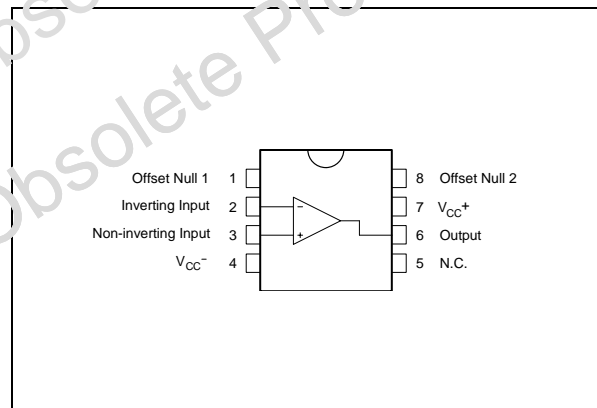 Obsolete Pro
Offset Null 1 1
Inverting Input 2
Non-inverting Input 3
VCC- 4
-
+
8 Offset Null 2
7 VCC+
6 Output
5 N.C.